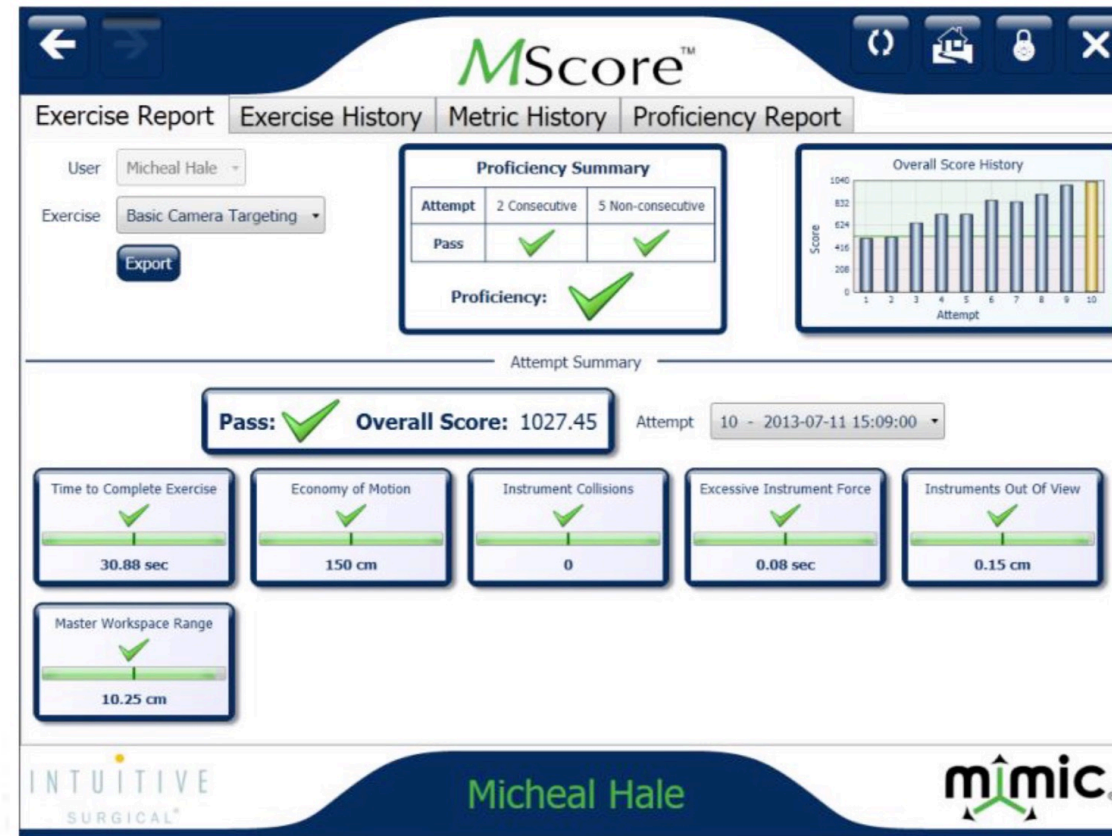 MScore™
Exercise Report Exercise History Metric History Proficiency Report
User Micheal Hale
Exercise Basic Camera Targeting
Export
Proficiency Summary
Attempt 2 Consecutive 5 Non-consecutive
Pass
Proficiency:
Overall Score History
Score
1040
832
624
416
208
0
1 2 3 4 5 6 7 8 9 10
Attempt
Attempt Summary
Pass: Overall Score: 1027.45
Attempt 10 - 2013-07-11 15:09:00
Time to Complete Exercise
30.88 sec
Economy of Motion
150 cm
Instrument Collisions
0
Excessive Instrument Force
0.08 sec
Instruments Out Of View
0.15 cm
Master Workspace Range
10.25 cm
INTUITIVE
SURGICAL®
Micheal Hale
mimic®